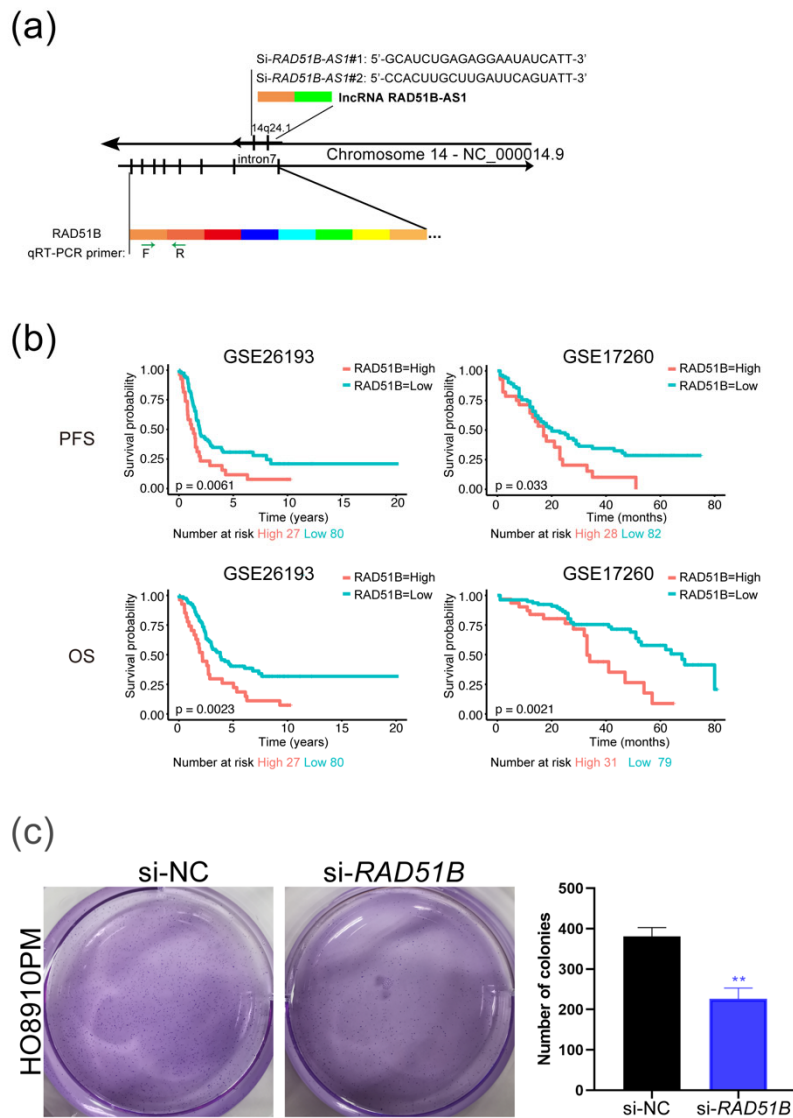 (a)
Si-RAD51B-AS1#1: 5'-GCAUCUGAGAGGAAUAUCATT-3'
Si-RAD51B-AS1#2: 5'-CCACUUGCUUGAUUCAGUATT-3'
lncRNA RAD51B-AS1
14q24.1
Chromosome 14 - NC_000014.9
intron7
RAD51B
...
qRT-PCR primer: F R
(b)
GSE26193
GSE17260
PFS
Survival probability
1.00
0.75
0.50
0.25
0.00
RAD51B=High
RAD51B=Low
p = 0.0061
0 5 10 15 20
Time (years)
Number at risk High 27 Low 80
Survival probability
1.00
0.75
0.50
0.25
0.00
RAD51B=High
RAD51B=Low
p = 0.033
0 20 40 60 80
Time (months)
Number at risk High 28 Low 82
GSE26193
GSE17260
OS
Survival probability
1.00
0.75
0.50
0.25
0.00
RAD51B=High
RAD51B=Low
p = 0.0023
0 5 10 15 20
Time (years)
Number at risk High 27 Low 80
Survival probability
1.00
0.75
0.50
0.25
0.00
RAD51B=High
RAD51B=Low
p = 0.0021
0 20 40 60 80
Time (months)
Number at risk High 31 Low 79
(c)
si-NC
si-RAD51B
HO8910PM
Number of colonies
500
400
300
200
100
0
**
si-NC
si-RAD51B